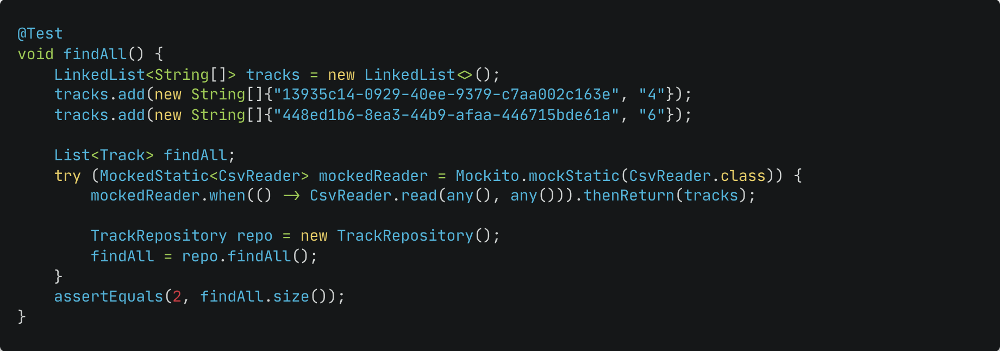 @Test
void findAll() {
    LinkedList<String[]> tracks = new LinkedList<>();
    tracks.add(new String[]{"13935c14-0929-40ee-9379-c7aa002c163e", "4"});
    tracks.add(new String[]{"448ed1b6-8ea3-44b9-afaa-446715bde61a", "6"});

    List<Track> findAll;
    try (MockedStatic<CsvReader> mockedReader = Mockito.mockStatic(CsvReader.class)) {
        mockedReader.when(() -> CsvReader.read(any(), any())).thenReturn(tracks);

        TrackRepository repo = new TrackRepository();
        findAll = repo.findAll();
    }
    assertEquals(2, findAll.size());
}